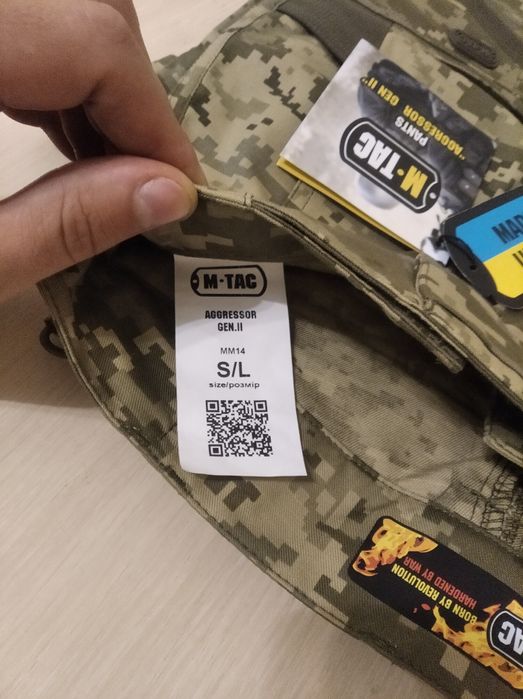 M-TAC
AGGRESSOR
GEN.II
MM14
S/L
size/розмір
M-TAC
PANTS
"AGGRESSOR GEN II"
BORN BY REVOLUTION
HARDENED BY WAR